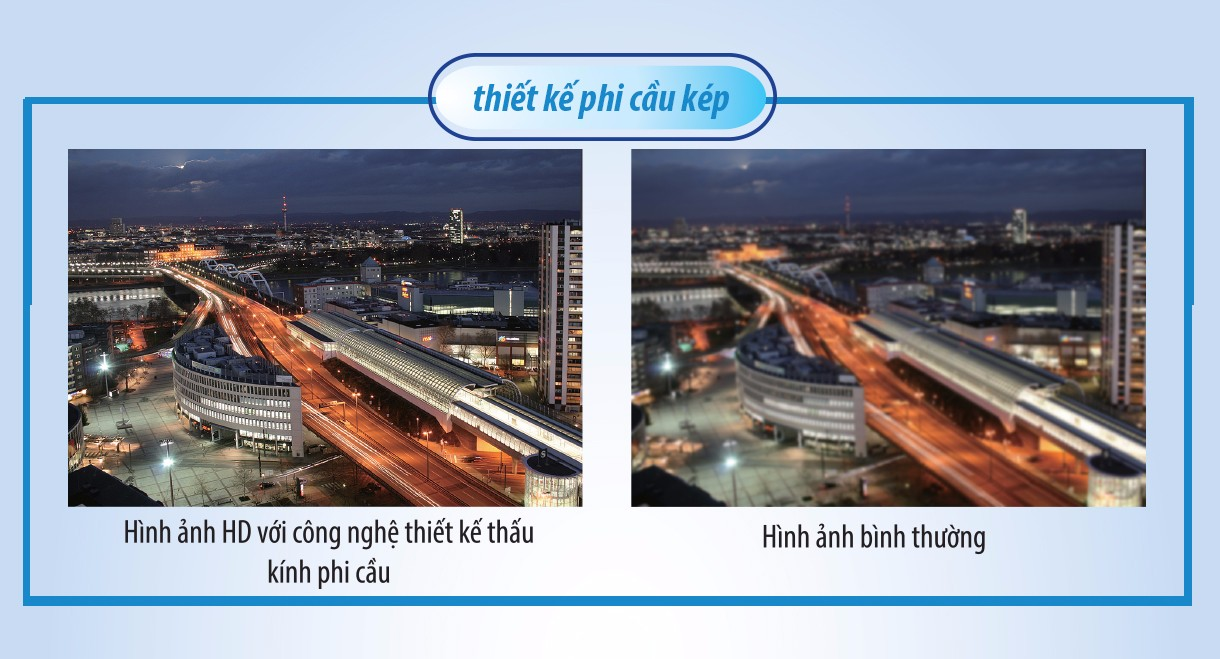 thiết kế phi cầu kép
Hình ảnh HD với công nghệ thiết kế thấu
kính phi cầu
Hình ảnh bình thường